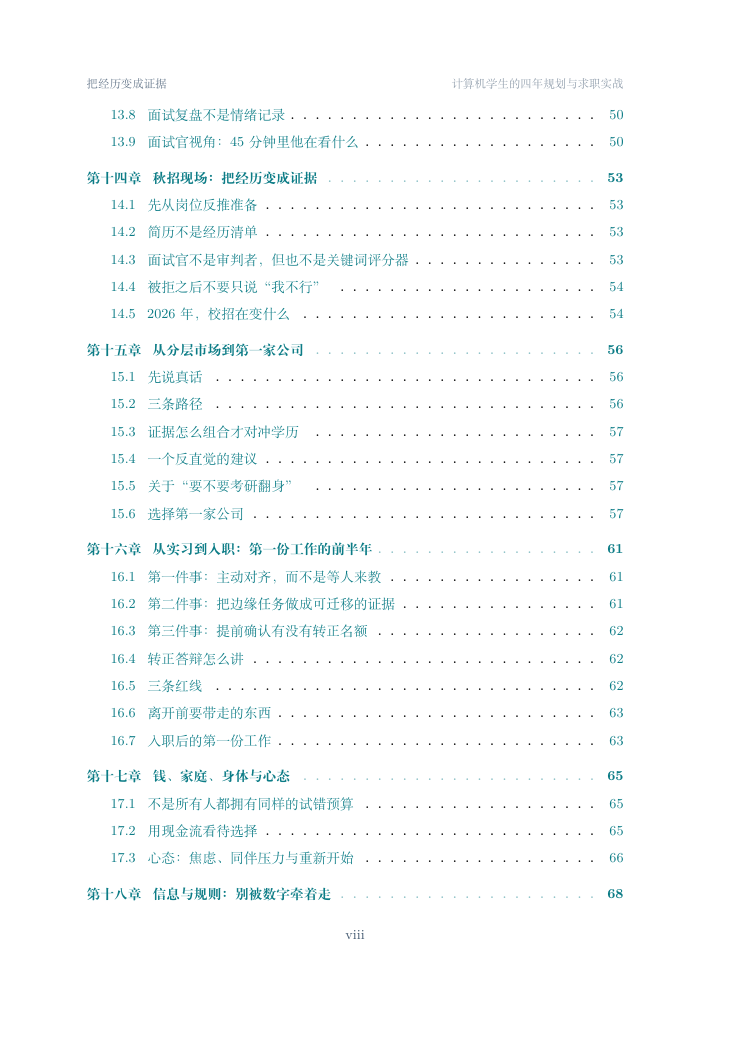 把经历变成证据 计算机学生的四年规划与求职实战
13.8 面试复盘不是情绪记录 . . . . . . . . . . . . . . . . . . . . . . . . . 50
13.9 面试官视角：45 分钟里他在看什么 . . . . . . . . . . . . . . . . . . . 50
第十四章 秋招现场：把经历变成证据 . . . . . . . . . . . . . . . . . . . . . . 53
14.1 先从岗位反推准备 . . . . . . . . . . . . . . . . . . . . . . . . . . . 53
14.2 简历不是经历清单 . . . . . . . . . . . . . . . . . . . . . . . . . . . 53
14.3 面试官不是审判者，但也不是关键词评分器 . . . . . . . . . . . . . . . 53
14.4 被拒之后不要只说“我不行” . . . . . . . . . . . . . . . . . . . . . 54
14.5 2026 年，校招在变什么 . . . . . . . . . . . . . . . . . . . . . . . . 54
第十五章 从分层市场到第一家公司 . . . . . . . . . . . . . . . . . . . . . . . 56
15.1 先说真话 . . . . . . . . . . . . . . . . . . . . . . . . . . . . . . . 56
15.2 三条路径 . . . . . . . . . . . . . . . . . . . . . . . . . . . . . . . 56
15.3 证据怎么组合才对冲学历 . . . . . . . . . . . . . . . . . . . . . . . 57
15.4 一个反直觉的建议 . . . . . . . . . . . . . . . . . . . . . . . . . . . 57
15.5 关于“要不要考研翻身” . . . . . . . . . . . . . . . . . . . . . . . 57
15.6 选择第一家公司 . . . . . . . . . . . . . . . . . . . . . . . . . . . . 57
第十六章 从实习到入职：第一份工作的前半年 . . . . . . . . . . . . . . . . . . 61
16.1 第一件事：主动对齐，而不是等人来教 . . . . . . . . . . . . . . . . . 61
16.2 第二件事：把边缘任务做成可迁移的证据 . . . . . . . . . . . . . . . . 61
16.3 第三件事：提前确认有没有转正名额 . . . . . . . . . . . . . . . . . . 62
16.4 转正答辩怎么讲 . . . . . . . . . . . . . . . . . . . . . . . . . . . . 62
16.5 三条红线 . . . . . . . . . . . . . . . . . . . . . . . . . . . . . . . 62
16.6 离开前要带走的东西 . . . . . . . . . . . . . . . . . . . . . . . . . . 63
16.7 入职后的第一份工作 . . . . . . . . . . . . . . . . . . . . . . . . . . 63
第十七章 钱、家庭、身体与心态 . . . . . . . . . . . . . . . . . . . . . . . . 65
17.1 不是所有人都拥有同样的试错预算 . . . . . . . . . . . . . . . . . . . 65
17.2 用现金流看待选择 . . . . . . . . . . . . . . . . . . . . . . . . . . . 65
17.3 心态：焦虑、同伴压力与重新开始 . . . . . . . . . . . . . . . . . . . 66
第十八章 信息与规则：别被数字牵着走 . . . . . . . . . . . . . . . . . . . . . 68
viii